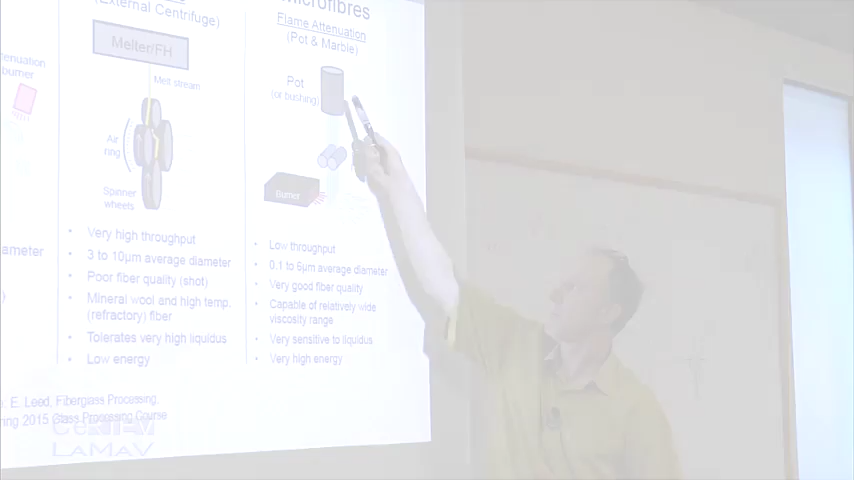 (External Centrifuge)
Melter/FH
Melt stream
burner
Air
ring
Spinner
wheels
• Very high throughput
• 3 to 10µm average diameter
• Poor fiber quality (shot)
• Mineral wool and high temp.
(refractory) fiber
• Tolerates very high liquidus
• Low energy
Microfibres
Flame Attenuation
(Pot & Marble)
Pot
(or bushing)
Burner
• Low throughput
• 0.1 to 5µm average diameter
• Very good fiber quality
• Capable of relatively wide
viscosity range
• Very sensitive to liquidus
• Very high energy
E. Leed, Fiberglass Processing,
2015 Glass Processing Course
CeRTEV
LaMaV